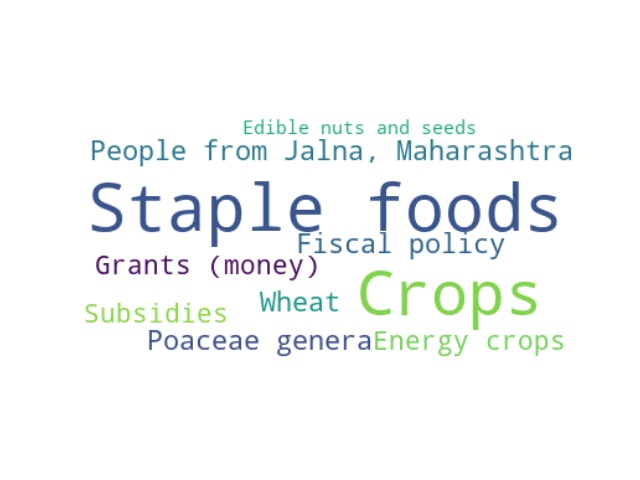 Edible nuts and seeds
People from Jalna, Maharashtra
Staple foods
Fiscal policy
Grants (money)
Crops
Wheat
Subsidies
Poaceae genera
Energy crops